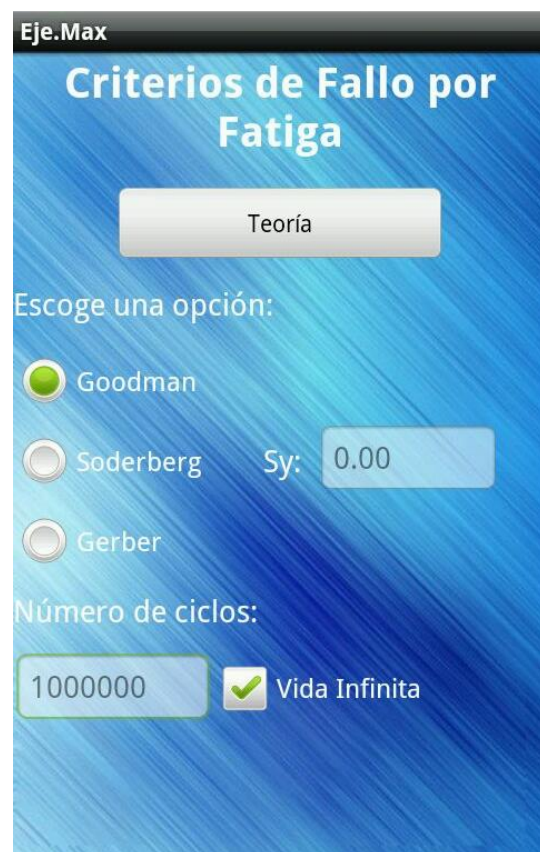 Eje.Max
Criterios de Fallo por
Fatiga
Teoría
Escoge una opción:
Goodman
Soderberg Sy: 0.00
Gerber
Número de ciclos:
1000000 Vida Infinita